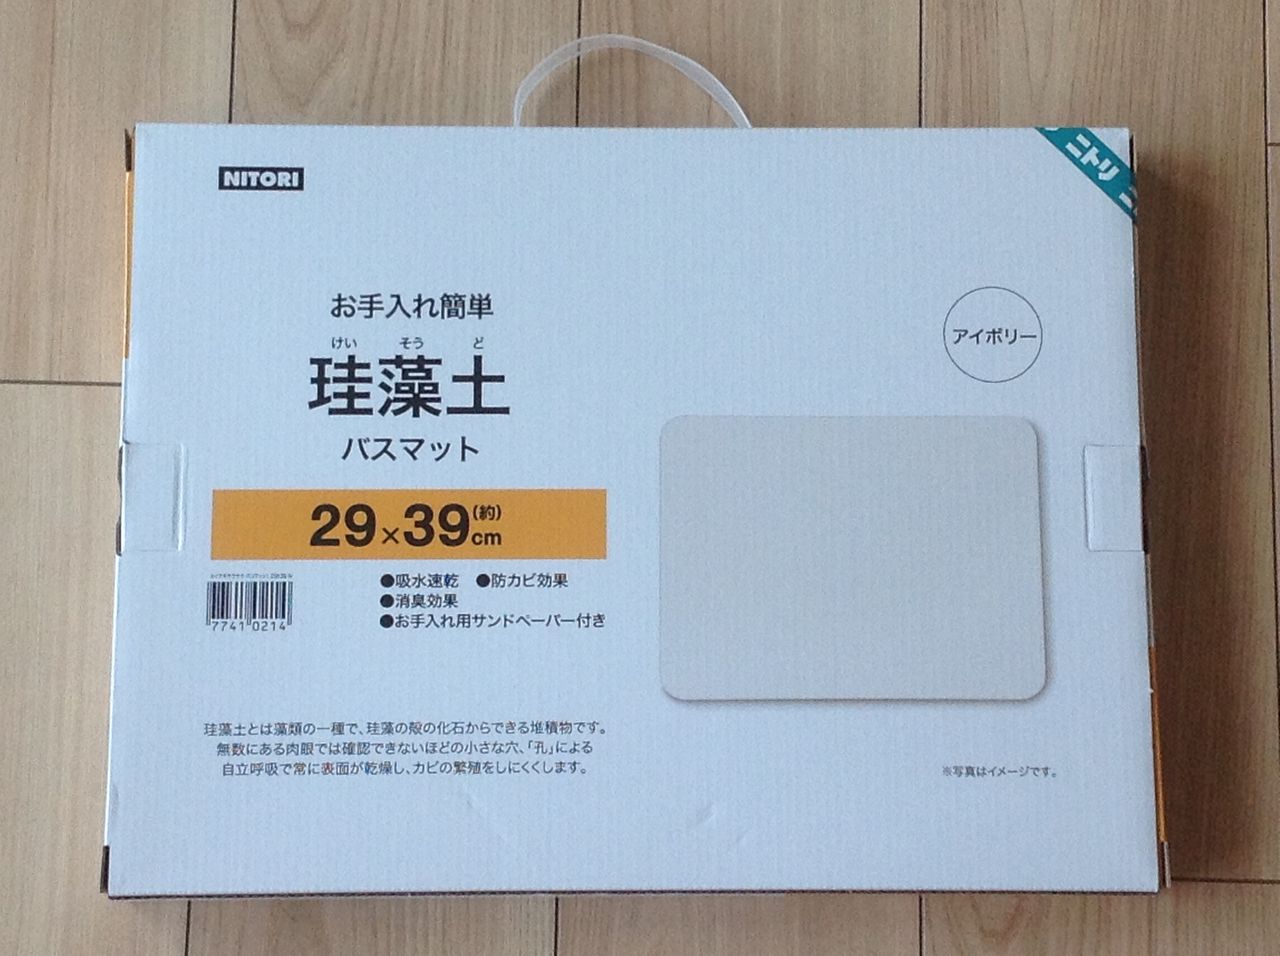 NITORI
ニトリ
お手入れ簡単
けい そう ど
珪藻土
バスマット
アイボリー
29×39(約)cm
●吸水速乾 ●防カビ効果
●消臭効果
●お手入れ用サンドペーパー付き
7741 0214
珪藻土とは藻類の一種で、珪藻の殻の化石からできる堆積物です。
無数にある肉眼では確認できないほどの小さな穴、「孔」による
自立呼吸で常に表面が乾燥し、カビの繁殖をしにくくします。
※写真はイメージです。